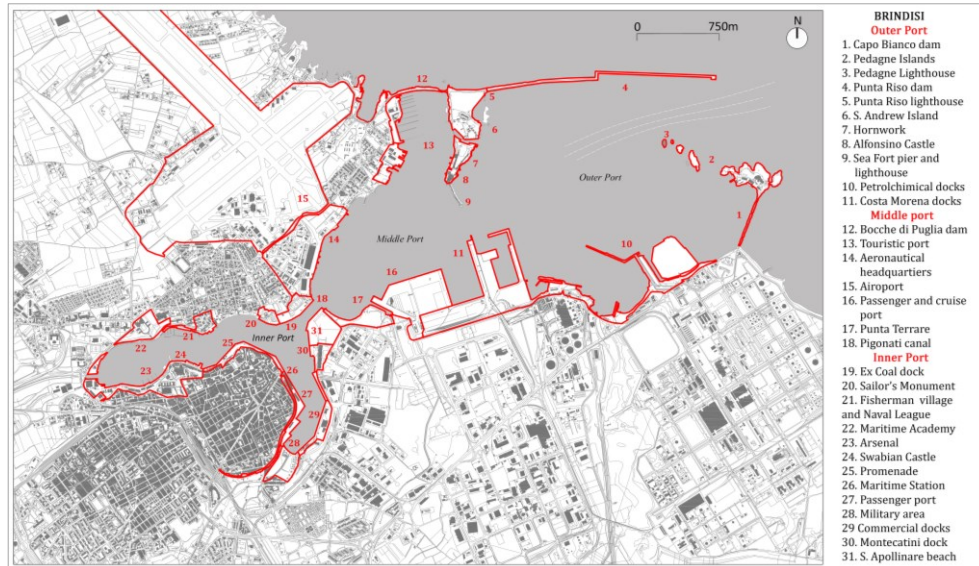 0 750m
N
12
5
4
6
13
3
7
2
8
Outer Port
9
15
1
14
Middle Port
11
10
16
18
17
20
19
31
21
Inner Port
22
25
30
24
23
26
27
29
28
BRINDISI
Outer Port
1. Capo Bianco dam
2. Pedagne Islands
3. Pedagne Lighthouse
4. Punta Riso dam
5. Punta Riso lighthouse
6. S. Andrew Island
7. Hornwork
8. Alfonsino Castle
9. Sea Fort pier and
lighthouse
10. Petrolchimical docks
11. Costa Morena docks
Middle port
12. Bocche di Puglia dam
13. Touristic port
14. Aeronautical
headquartiers
15. Airoport
16. Passenger and cruise
port
17. Punta Terrare
18. Pigonati canal
Inner Port
19. Ex Coal dock
20. Sailor's Monument
21. Fisherman village
and Naval League
22. Maritime Academy
23. Arsenal
24. Swabian Castle
25. Promenade
26. Maritime Station
27. Passenger port
28. Military area
29 Commercial docks
30. Montecatini dock
31. S. Apollinare beach